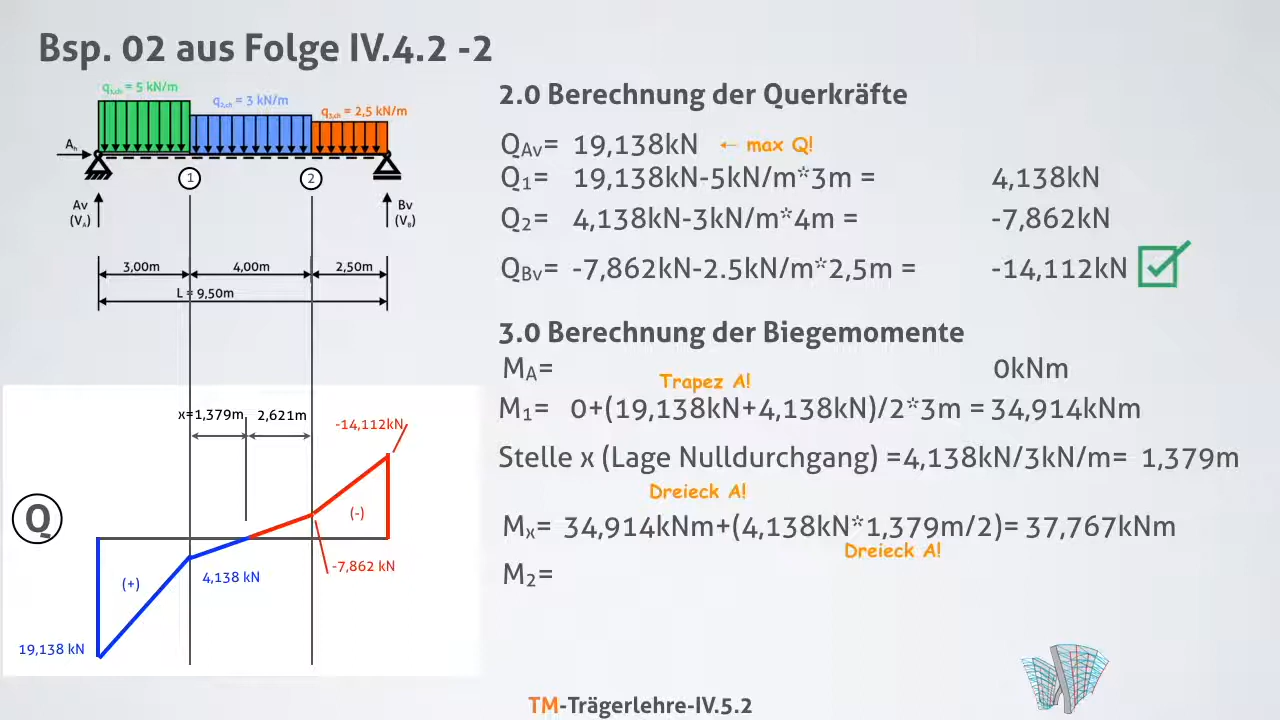 Bsp. 02 aus Folge IV.4.2 -2
q1,ch = 5 kN/m
q2,ch = 3 kN/m
q3,ch = 2,5 kN/m
Ah
1
2
Av
(VA)
Bv
(VB)
3,00m
4,00m
2,50m
L = 9,50m
x=1,379m
2,621m
-14,112kN
Q
(-)
(+)
4,138 kN
-7,862 kN
19,138 kN
2.0 Berechnung der Querkräfte
QAv= 19,138kN ← max Q!
Q1= 19,138kN-5kN/m*3m = 4,138kN
Q2= 4,138kN-3kN/m*4m = -7,862kN
QBv= -7,862kN-2.5kN/m*2,5m = -14,112kN
3.0 Berechnung der Biegemomente
MA= 0kNm
Trapez A!
M1= 0+(19,138kN+4,138kN)/2*3m = 34,914kNm
Stelle x (Lage Nulldurchgang) =4,138kN/3kN/m= 1,379m
Dreieck A!
Mx= 34,914kNm+(4,138kN*1,379m/2)= 37,767kNm
Dreieck A!
M2=
TM-Trägerlehre-IV.5.2